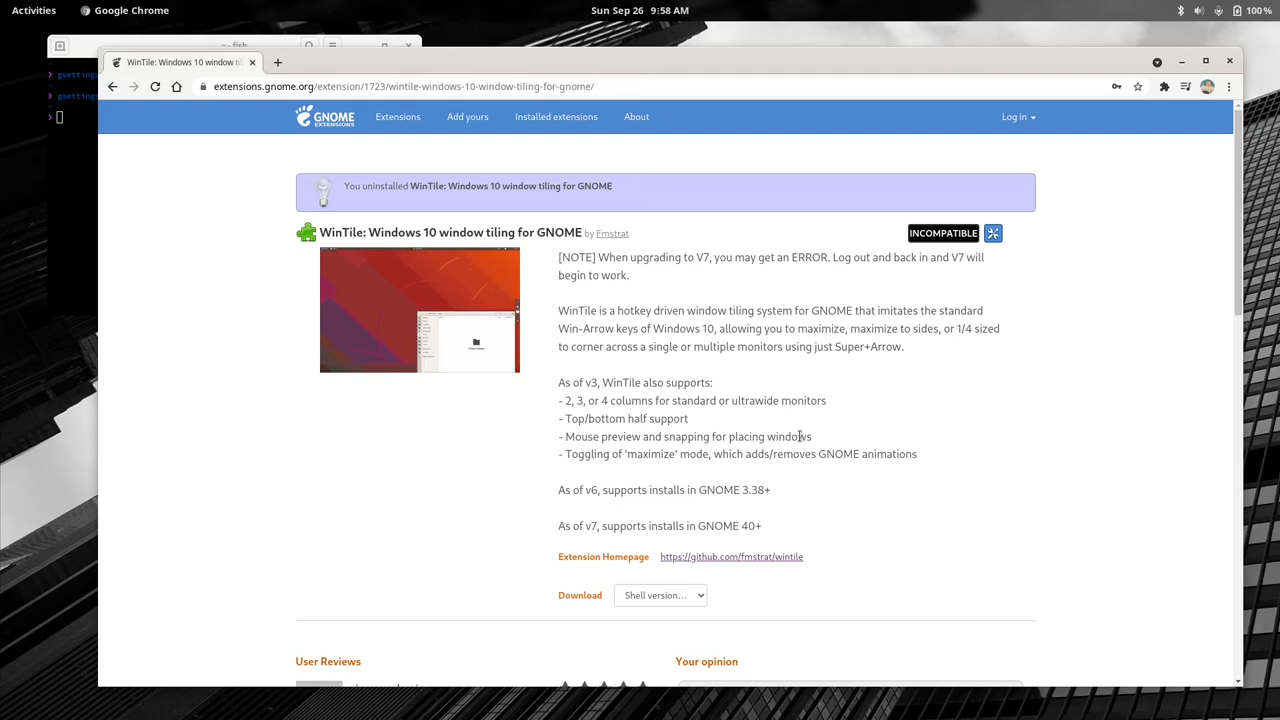 Activities
Google Chrome
Sun Sep 26 9:58 AM
100%
~ - fish
gsettings
gsettings
WinTile: Windows 10 window til
extensions.gnome.org/extension/1723/wintile-windows-10-window-tiling-for-gnome/
GNOME EXTENSIONS
Extensions
Add yours
Installed extensions
About
Log in
You uninstalled WinTile: Windows 10 window tiling for GNOME
WinTile: Windows 10 window tiling for GNOME by Fmstrat
INCOMPATIBLE
[NOTE] When upgrading to V7, you may get an ERROR. Log out and back in and V7 will
begin to work.
WinTile is a hotkey driven window tiling system for GNOME that imitates the standard
Win-Arrow keys of Windows 10, allowing you to maximize, maximize to sides, or 1/4 sized
to corner across a single or multiple monitors using just Super+Arrow.
As of v3, WinTile also supports:
- 2, 3, or 4 columns for standard or ultrawide monitors
- Top/bottom half support
- Mouse preview and snapping for placing windows
- Toggling of 'maximize' mode, which adds/removes GNOME animations
As of v6, supports installs in GNOME 3.38+
As of v7, supports installs in GNOME 40+
Extension Homepage https://github.com/fmstrat/wintile
Download Shell version...
User Reviews
Your opinion